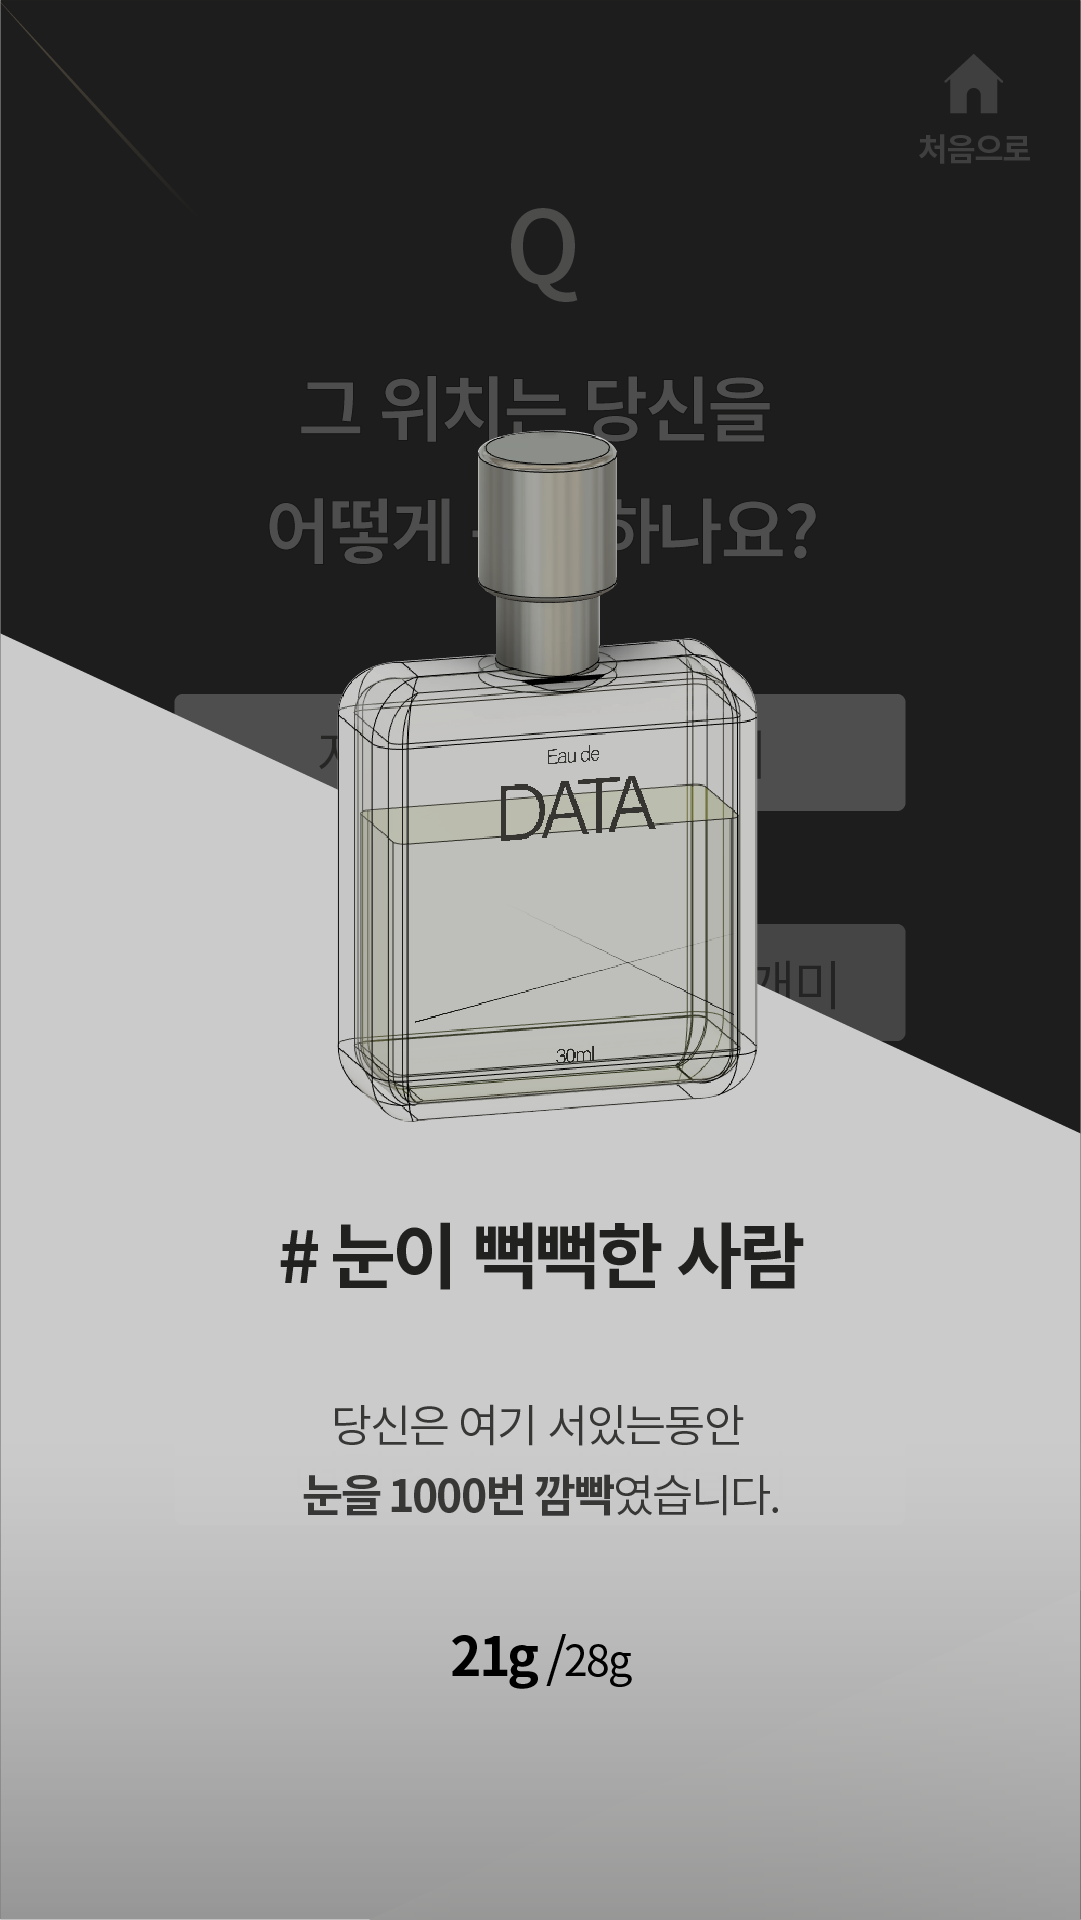 처음으로
Q
그 위치는 당신을
어떻게 하나요?
Eau de
DATA
개미
30ml
# 눈이 뻑뻑한 사람
당신은 여기 서있는동안
눈을 1000번 깜빡였습니다.
21g /28g